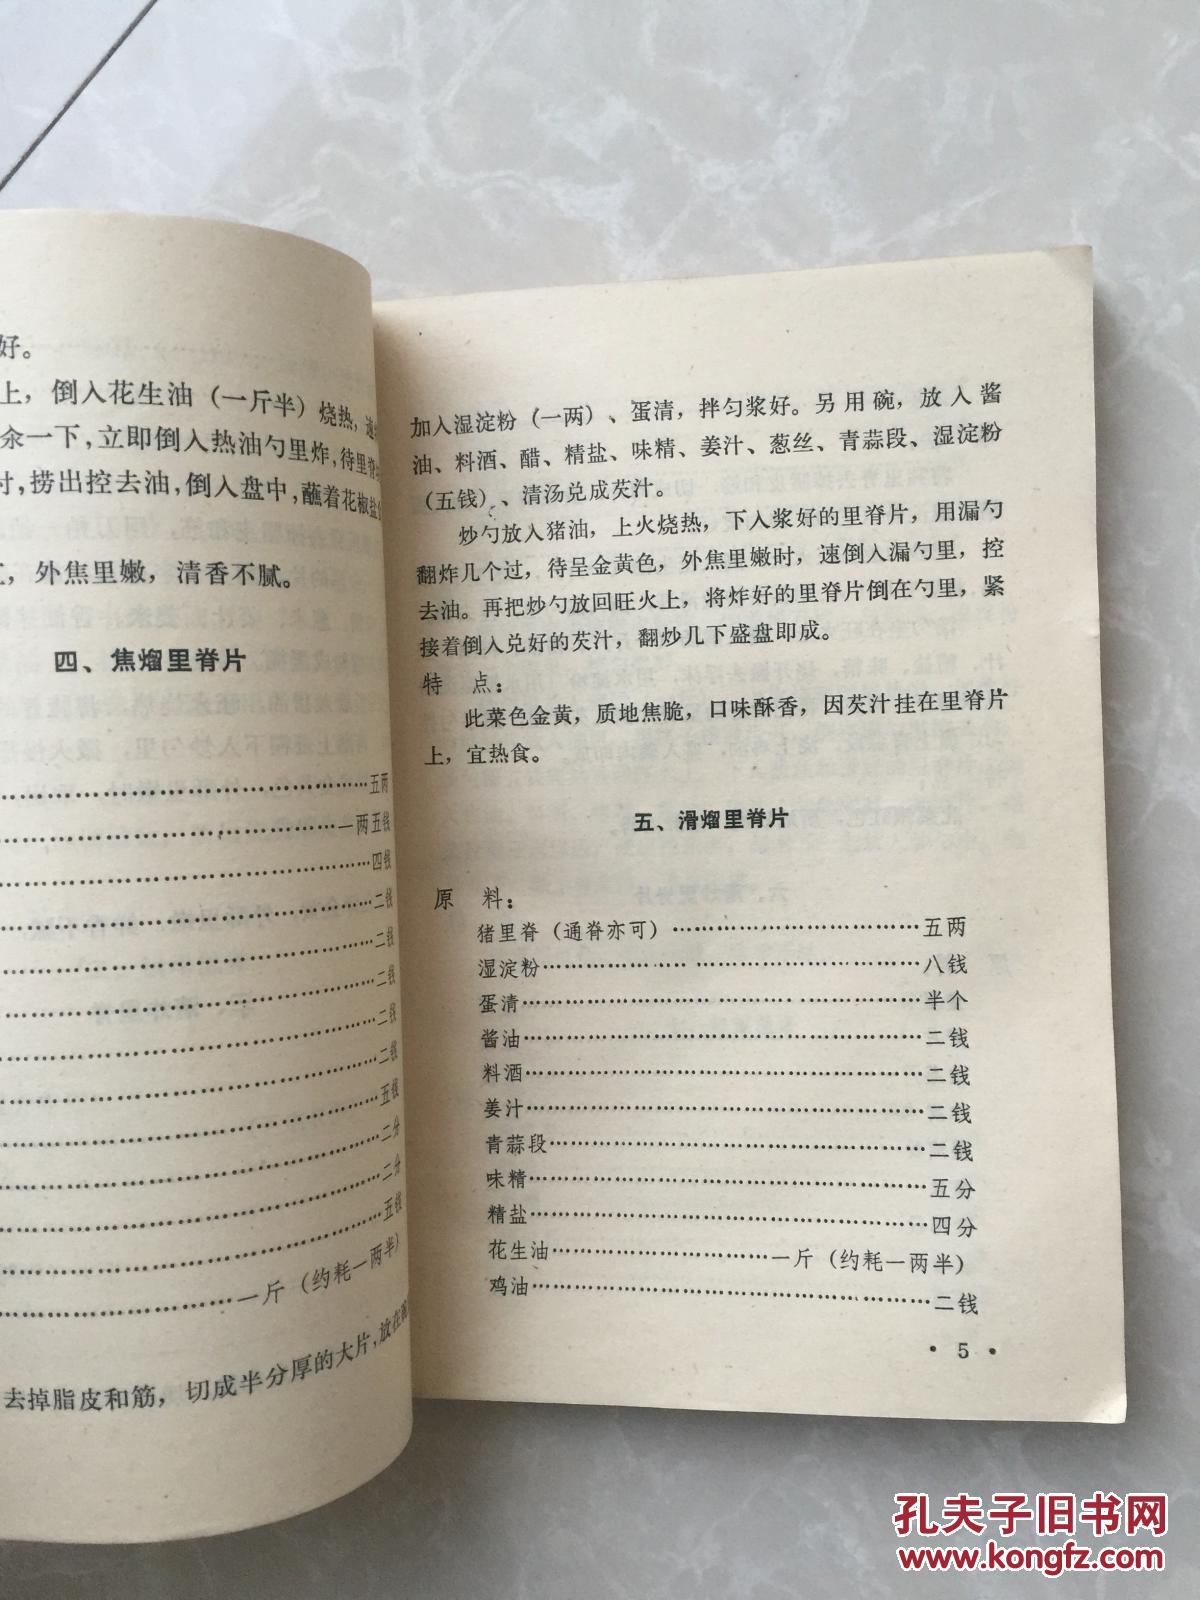 好。
上，倒入花生油（一斤半）烧热，速
汆一下，立即倒入热油勺里炸，待里脊
时，捞出控去油，倒入盘中，蘸着花椒盐食
，外焦里嫩，清香不腻。
四、焦熘里脊片
……五两
……一两五钱
……四钱
……二钱
……二钱
……二钱
……二钱
……二钱
……五钱
……二分
……二分
……五钱
……一斤（约耗一两半）
去掉脂皮和筋，切成半分厚的大片，放在碗
加入湿淀粉（一两）、蛋清，拌匀浆好。另用碗，放入酱
油、料酒、醋、精盐、味精、姜汁、葱丝、青蒜段、湿淀粉
（五钱）、清汤兑成芡汁。
炒勺放入猪油，上火烧热，下入浆好的里脊片，用漏勺
翻炸几个过，待呈金黄色，外焦里嫩时，速倒入漏勺里，控
去油。再把炒勺放回旺火上，将炸好的里脊片倒在勺里，紧
接着倒入兑好的芡汁，翻炒几下盛盘即成。
特　点：
此菜色金黄，质地焦脆，口味酥香，因芡汁挂在里脊片
上，宜热食。
五、滑熘里脊片
原　料：
猪里脊（通脊亦可）……五两
湿淀粉……八钱
蛋清……半个
酱油……二钱
料酒……二钱
姜汁……二钱
青蒜段……二钱
味精……五分
精盐……四分
花生油……一斤（约耗一两半）
鸡油……二钱
• 5 •
孔夫子旧书网
www.kongfz.com